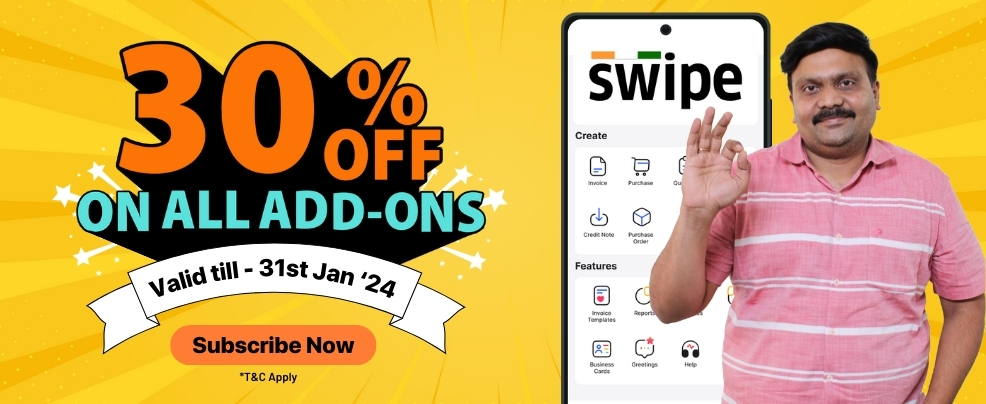 30% OFF
ON ALL ADD-ONS
Valid till - 31st Jan ‘24
Subscribe Now
*T&C Apply
swipe
Create
Invoice
Purchase
Credit Note
Purchase Order
Features
Invoice Templates
Reports
Business Cards
Greetings
Help